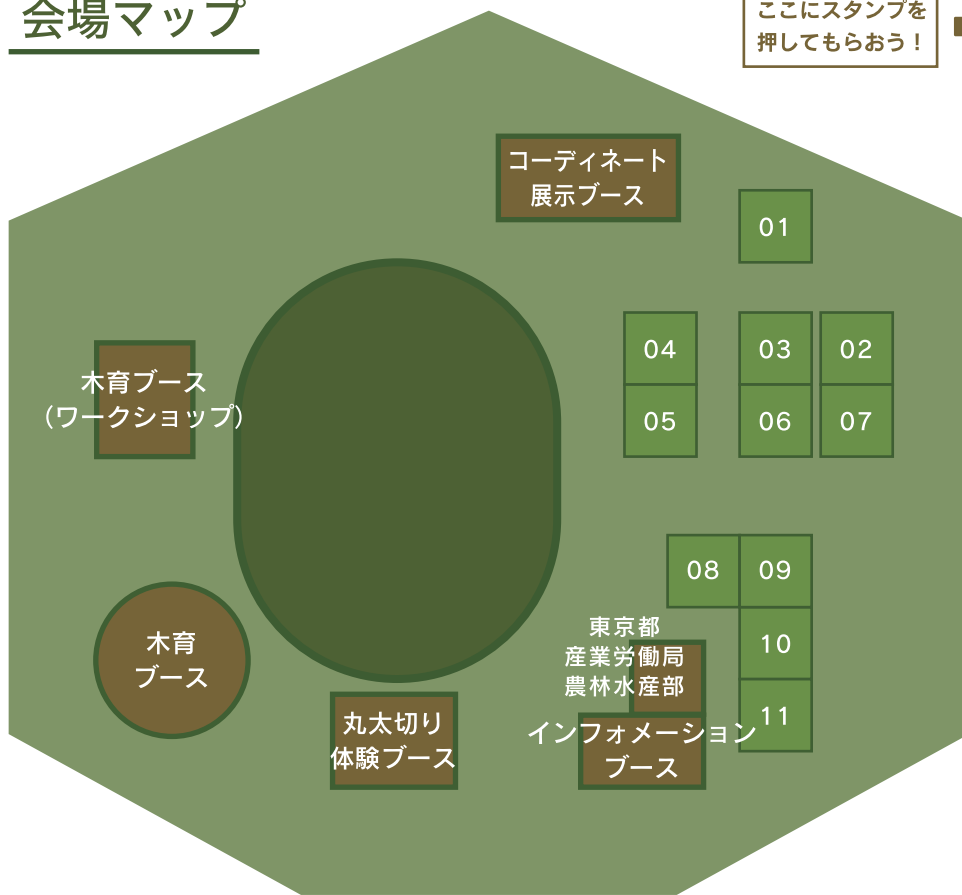 会場マップ
ここにスタンプを
押してもらおう！
コーディネート
展示ブース
01
04
03
02
05
06
07
木育ブース
（ワークショップ）
08
09
10
11
東京都
産業労働局
農林水産部
インフォメーション
ブース
木育
ブース
丸太切り
体験ブース